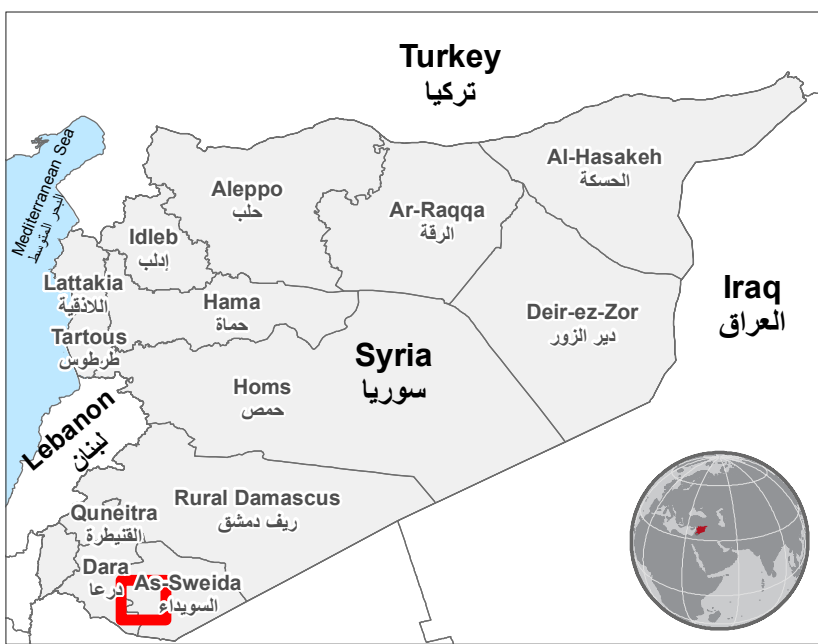 Turkey
تركيا
Mediterranean Sea
البحر المتوسط
Al-Hasakeh
الحسكة
Aleppo
حلب
Ar-Raqqa
الرقة
Idleb
إدلب
Lattakia
اللاذقية
Hama
حماة
Iraq
العراق
Deir-ez-Zor
دير الزور
Tartous
طرطوس
Syria
سوريا
Homs
حمص
Lebanon
لبنان
Rural Damascus
ريف دمشق
Quneitra
القنيطرة
Dara
درعا
As-Sweida
السويداء